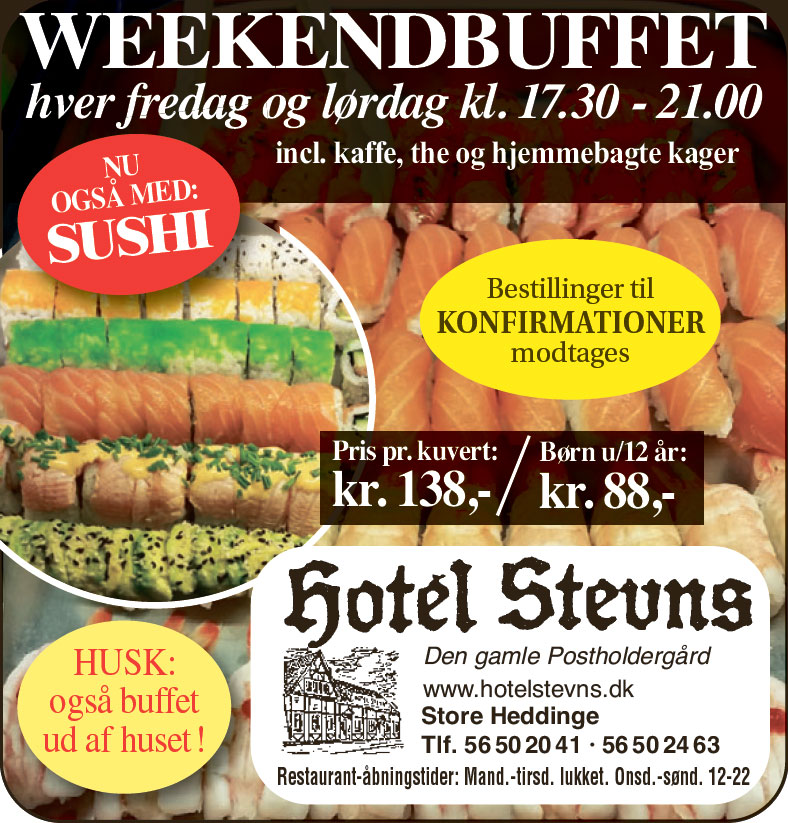 WEEKENDBUFFET
hver fredag og lørdag kl. 17.30 - 21.00
incl. kaffe, the og hjemmebagte kager
NU
OGSÅ MED:
SUSHI
Bestillinger til
KONFIRMATIONER
modtages
Pris pr. kuvert:
kr. 138,-
Børn u/12 år:
kr. 88,-
HUSK:
også buffet
ud af huset!
Hotel Stevns
Den gamle Postholdergård
www.hotelstevns.dk
Store Heddinge
Tlf. 56 50 20 41 · 56 50 24 63
Restaurant-åbningstider: Mand.-tirsd. lukket. Onsd.-sønd. 12-22